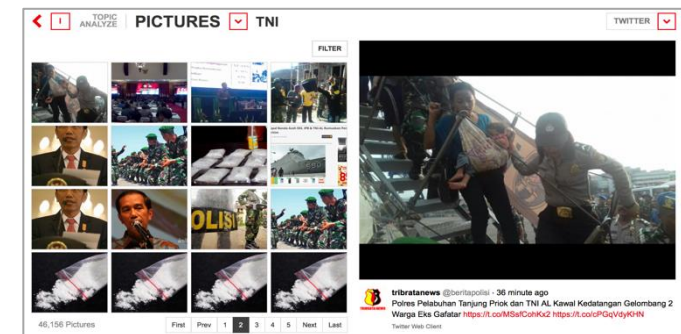 I
TOPIC
ANALYZE
PICTURES
TNI
TWITTER
FILTER
OLISI
46,156 Pictures
First Prev 1 2 3 4 5 Next Last
tribratanews @beritapolisi - 36 minute ago
Polres Pelabuhan Tanjung Priok dan TNI AL Kawal Kedatangan Gelombang 2
Warga Eks Gafatar https://t.co/MSsfCohKx2 https://t.co/cPGqVdyKHN
Twitter Web Client